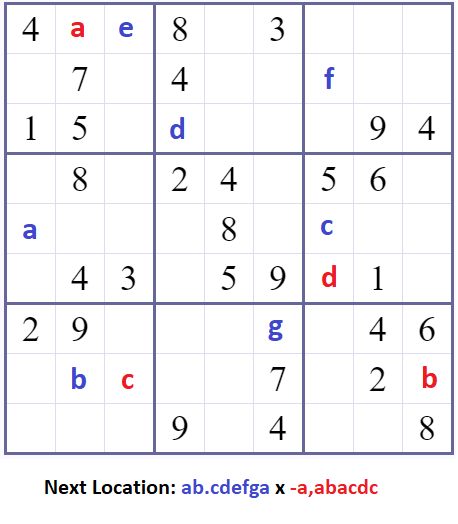 4 a e 8 3
7 4 f
1 5 d 9 4
8 2 4 5 6
a 8 c
4 3 5 9 d 1
2 9 g 4 6
b c 7 2 b
9 4 8
Next Location: ab.cdefga x -a,abacdc